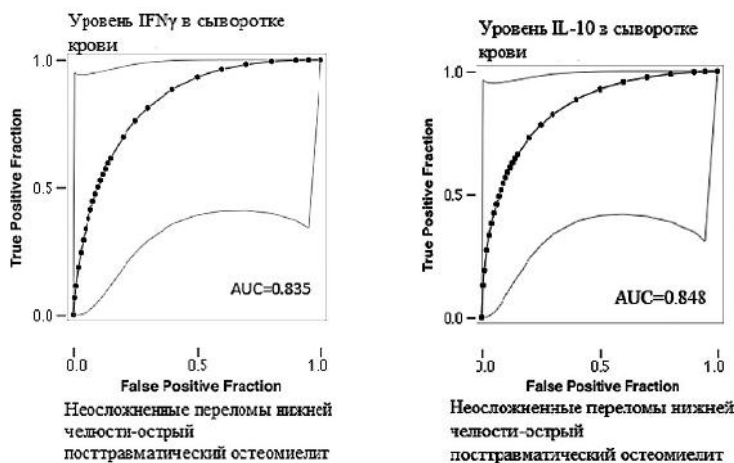 Уровень IFNγ в сыворотке
крови
1.0
0.5
0.0
True Positive Fraction
AUC=0.835
0.0
0.5
1.0
False Positive Fraction
Неосложненные переломы нижней
челюсти-острый
посттравматический остеомиелит
Уровень IL-10 в сыворотке
крови
1.0
0.5
0.0
True Positive Fraction
AUC=0.848
0.0
0.5
1.0
False Positive Fraction
Неосложненные переломы нижней
челюсти-острый
посттравматический остеомиелит